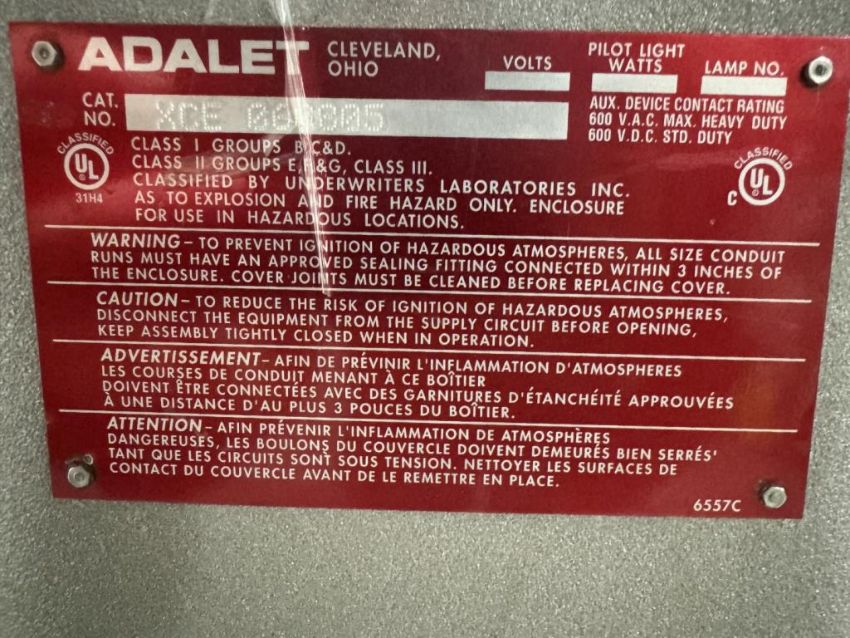 ADALET
CLEVELAND,
OHIO
VOLTS
PILOT LIGHT
WATTS
LAMP NO.
CAT.
NO.
XCE 060805
AUX. DEVICE CONTACT RATING
600 V.A.C. MAX. HEAVY DUTY
600 V.D.C. STD. DUTY
CLASSIFIED
UL
31H4
CLASS I GROUPS B,C&D.
CLASS II GROUPS E,F&G, CLASS III.
CLASSIFIED BY UNDERWRITERS LABORATORIES INC.
AS TO EXPLOSION AND FIRE HAZARD ONLY. ENCLOSURE
FOR USE IN HAZARDOUS LOCATIONS.
CLASSIFIED
C UL
WARNING – TO PREVENT IGNITION OF HAZARDOUS ATMOSPHERES, ALL SIZE CONDUIT
RUNS MUST HAVE AN APPROVED SEALING FITTING CONNECTED WITHIN 3 INCHES OF
THE ENCLOSURE. COVER JOINTS MUST BE CLEANED BEFORE REPLACING COVER.
CAUTION – TO REDUCE THE RISK OF IGNITION OF HAZARDOUS ATMOSPHERES,
DISCONNECT THE EQUIPMENT FROM THE SUPPLY CIRCUIT BEFORE OPENING,
KEEP ASSEMBLY TIGHTLY CLOSED WHEN IN OPERATION.
ADVERTISSEMENT – AFIN DE PRÉVINIR L'INFLAMMATION D'ATMOSPHERES
LES COURSES DE CONDUIT MENANT À CE BOÎTIER
DOIVENT ÊTRE CONNECTÉES AVEC DES GARNITURES D'ÉTANCHÉITÉ APPROUVÉES
À UNE DISTANCE D'AU PLUS 3 POUCES DU BOÎTIER.
ATTENTION – AFIN PRÉVENIR L'INFLAMMATION DE ATMOSPHÈRES
DANGEREUSES, LES BOULONS DU COUVERCLE DOIVENT DEMEURÉS BIEN SERRÉS'
TANT QUE LES CIRCUITS SONT SOUS TENSION. NETTOYER LES SURFACES DE
CONTACT DU COUVERCLE AVANT DE LE REMETTRE EN PLACE.
6557C